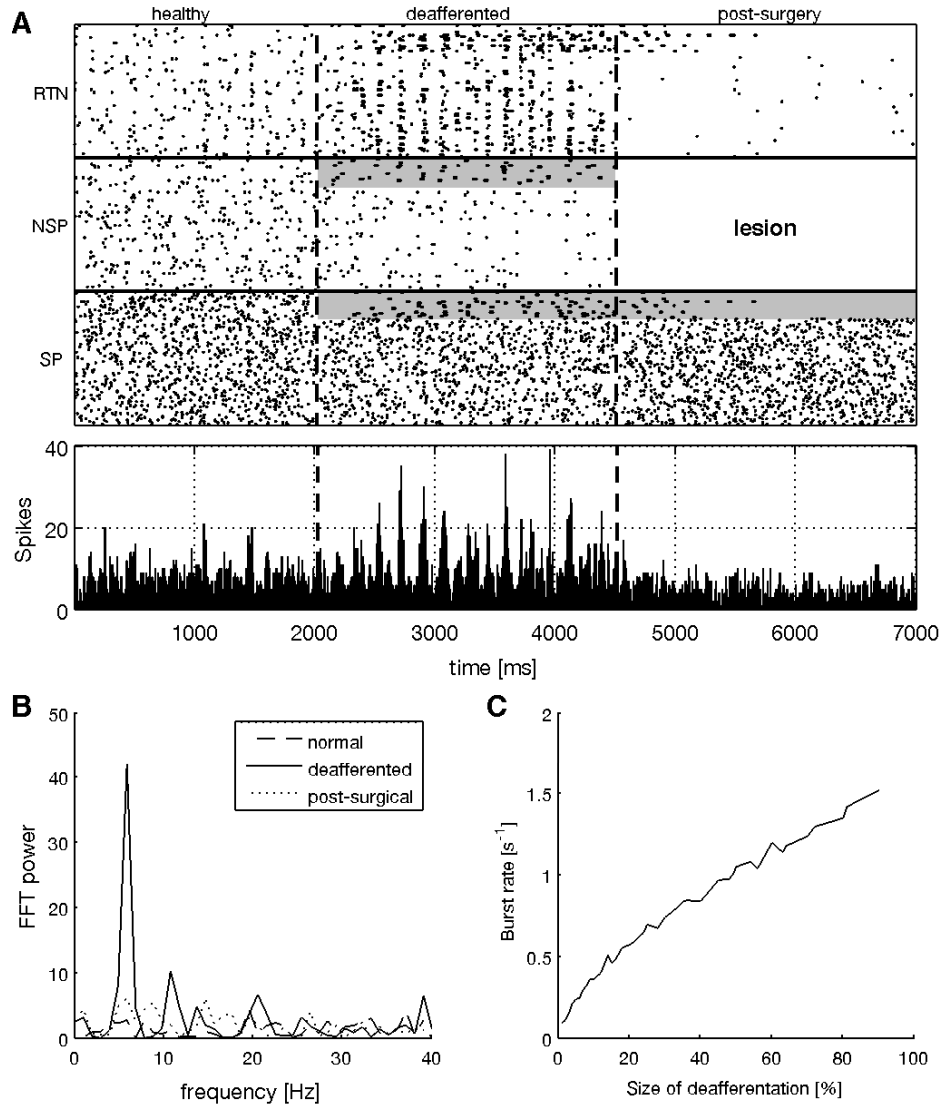 A
healthy deafferented post-surgery
RTN
NSP
lesion
SP
40
20
0
Spikes
1000 2000 3000 4000 5000 6000 7000
time [ms]
B
50
40
30
20
10
0
FFT power
normal
deafferented
post-surgical
0 10 20 30 40
frequency [Hz]
C
2
1.5
1
0.5
0
Burst rate [s⁻¹]
0 20 40 60 80 100
Size of deafferentation [%]